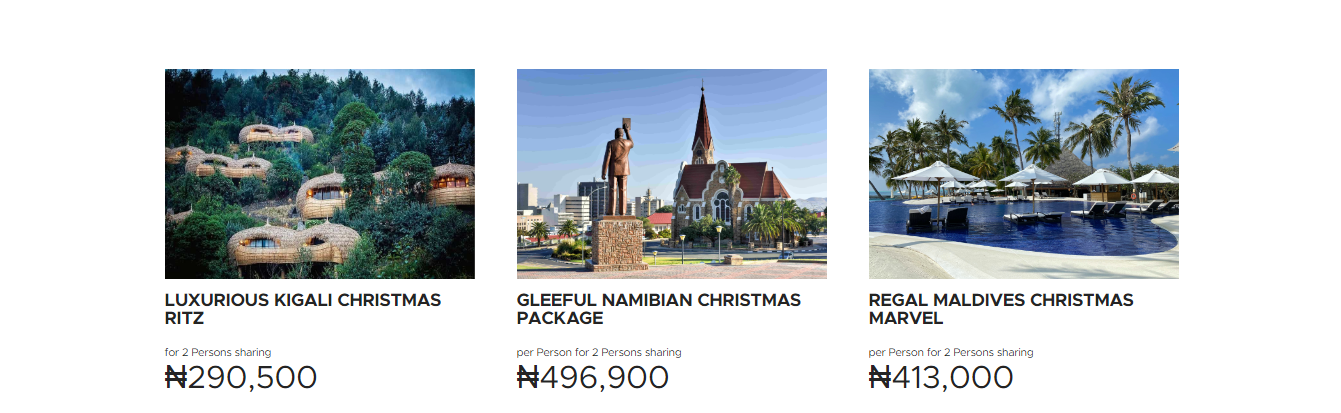 LUXURIOUS KIGALI CHRISTMAS
RITZ
for 2 Persons sharing
₦290,500
GLEEFUL NAMIBIAN CHRISTMAS
PACKAGE
per Person for 2 Persons sharing
₦496,900
REGAL MALDIVES CHRISTMAS
MARVEL
per Person for 2 Persons sharing
₦413,000